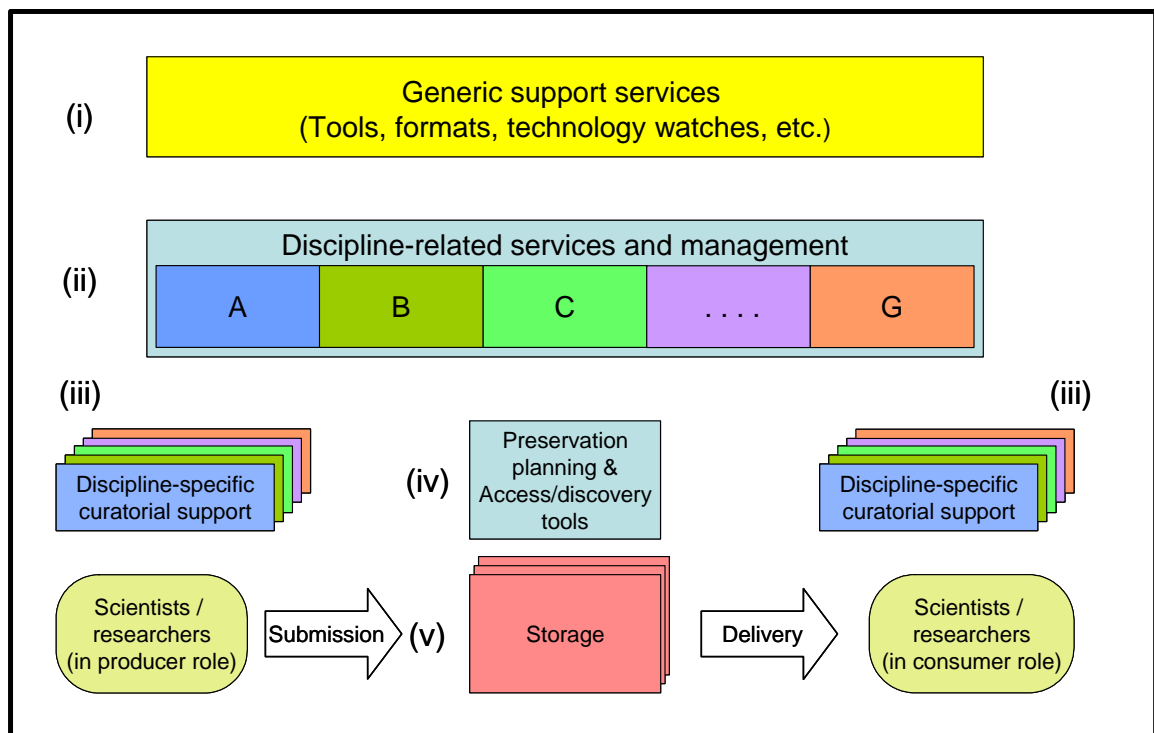 (i)
Generic support services
(Tools, formats, technology watches, etc.)
(ii)
Discipline-related services and management
A
B
C
. . . .
G
(iii)
(iii)
Discipline-specific
curatorial support
(iv)
Preservation
planning &
Access/discovery
tools
Discipline-specific
curatorial support
Scientists /
researchers
(in producer role)
Submission
(v)
Storage
Delivery
Scientists /
researchers
(in consumer role)